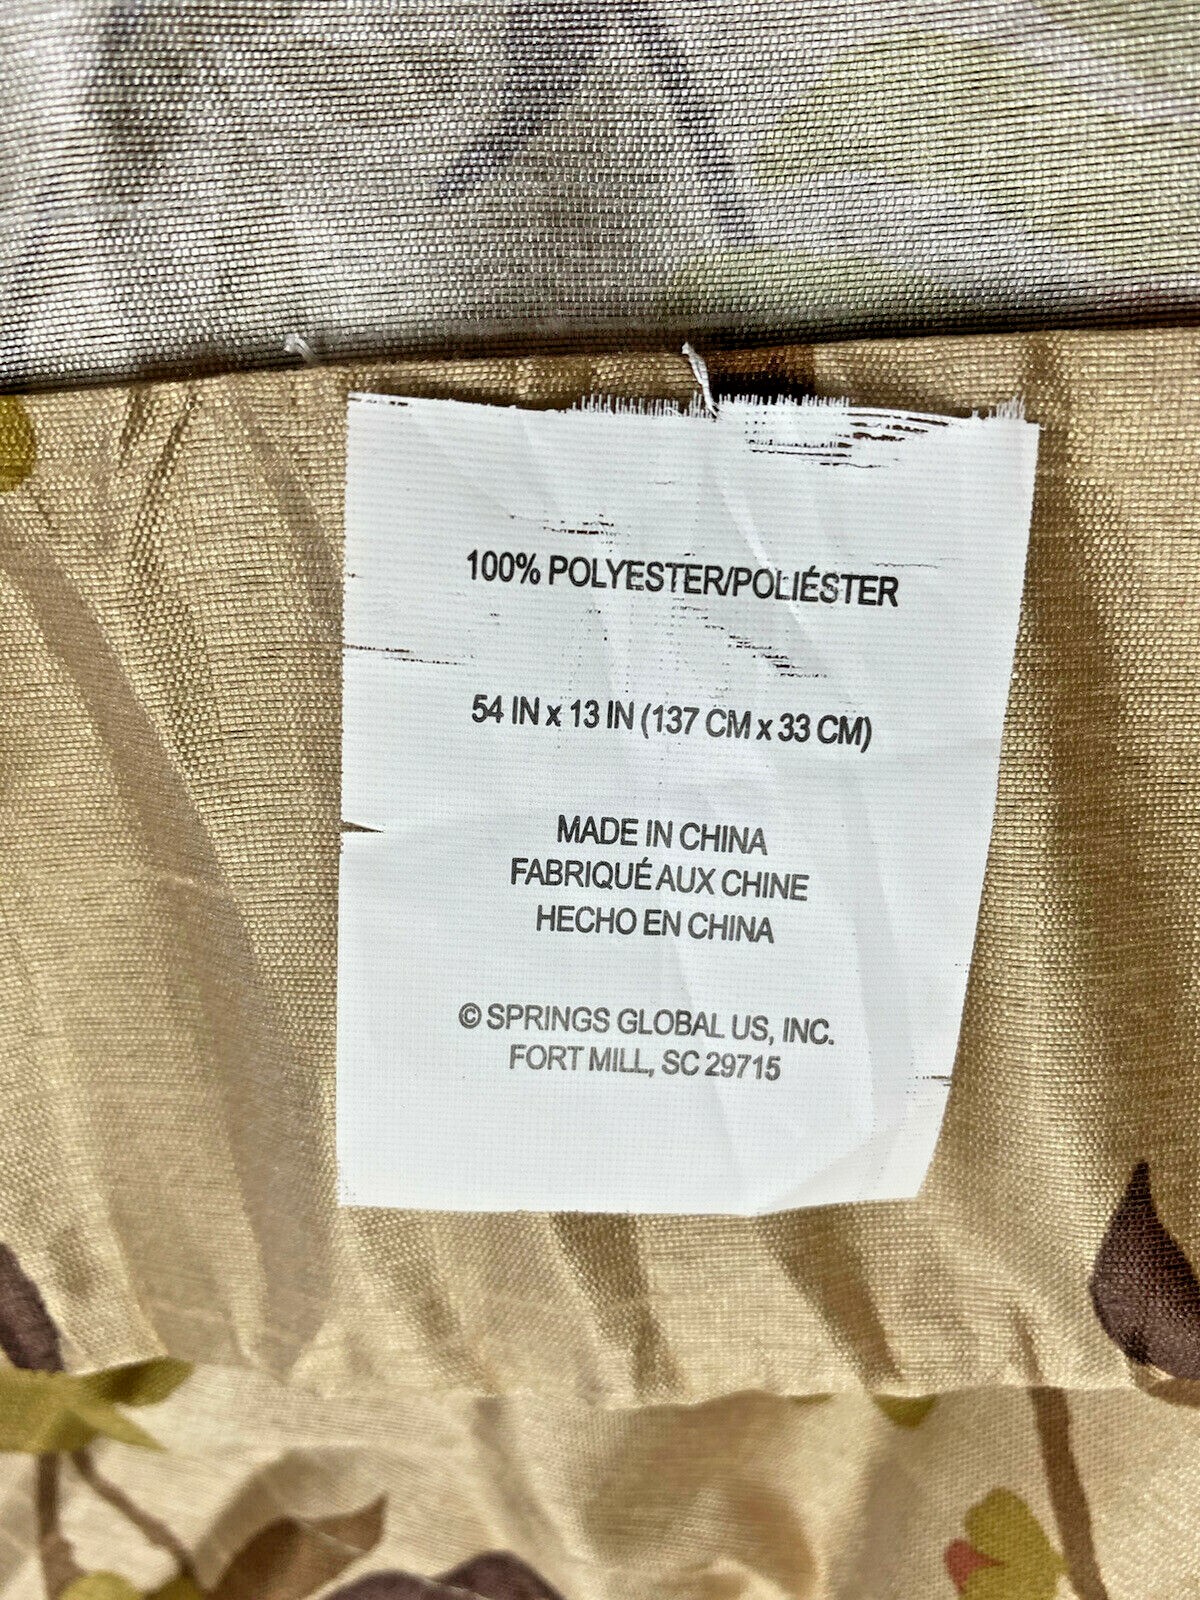 100% POLYESTER/POLIÉSTER
54 IN x 13 IN (137 CM x 33 CM)
MADE IN CHINA
FABRIQUÉ AUX CHINE
HECHO EN CHINA
© SPRINGS GLOBAL US, INC.
FORT MILL, SC 29715